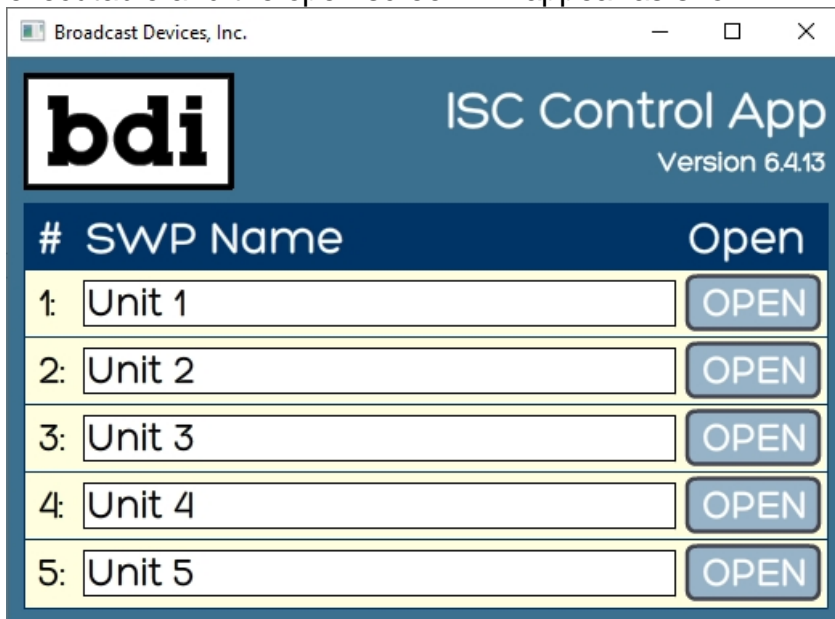 Broadcast Devices, Inc.
bdi
ISC Control App
Version 6.4.13
# SWP Name Open
1: Unit 1 OPEN
2: Unit 2 OPEN
3: Unit 3 OPEN
4: Unit 4 OPEN
5: Unit 5 OPEN